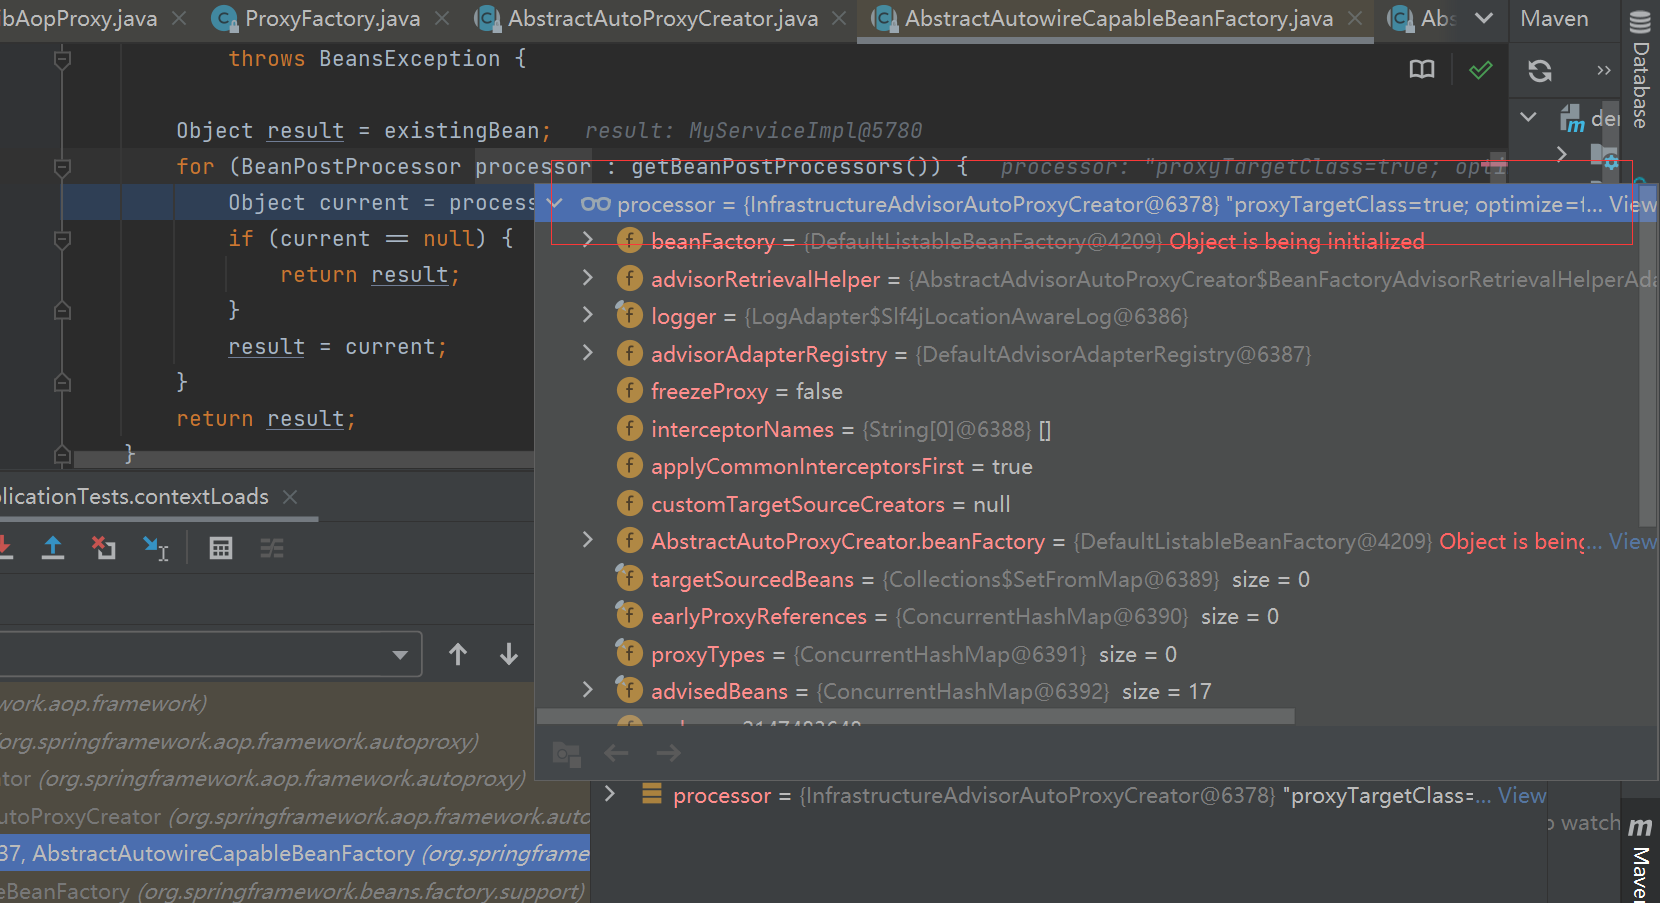 ibAopProxy.java ProxyFactory.java AbstractAutoProxyCreator.java AbstractAutowireCapableBeanFactory.java Abs Maven
Database
throws BeansException {
Object result = existingBean; result: MyServiceImpl@5780
for (BeanPostProcessor processor : getBeanPostProcessors()) { processor: "proxyTargetClass=true; opti
Object current = process
if (current == null) {
return result;
}
result = current;
}
return result;
}
der
processor = {InfrastructureAdvisorAutoProxyCreator@6378} "proxyTargetClass=true; optimize=f... View
beanFactory = {DefaultListableBeanFactory@4209} Object is being initialized
advisorRetrievalHelper = {AbstractAdvisorAutoProxyCreator$BeanFactoryAdvisorRetrievalHelperAda
logger = {LogAdapter$Slf4jLocationAwareLog@6386}
advisorAdapterRegistry = {DefaultAdvisorAdapterRegistry@6387}
freezeProxy = false
interceptorNames = {String[0]@6388} []
applyCommonInterceptorsFirst = true
customTargetSourceCreators = null
AbstractAutoProxyCreator.beanFactory = {DefaultListableBeanFactory@4209} Object is being... View
targetSourcedBeans = {Collections$SetFromMap@6389} size = 0
earlyProxyReferences = {ConcurrentHashMap@6390} size = 0
proxyTypes = {ConcurrentHashMap@6391} size = 0
advisedBeans = {ConcurrentHashMap@6392} size = 17
plicationTests.contextLoads
work.aop.framework)
(org.springframework.aop.framework.autoproxy)
ator (org.springframework.aop.framework.autoproxy)
utoProxyCreator (org.springframework.aop.framework.auto
37, AbstractAutowireCapableBeanFactory (org.springframe
eBeanFactory (org.springframework.beans.factory.support)
processor = {InfrastructureAdvisorAutoProxyCreator@6378} "proxyTargetClass=... View
o watch
m
Maven